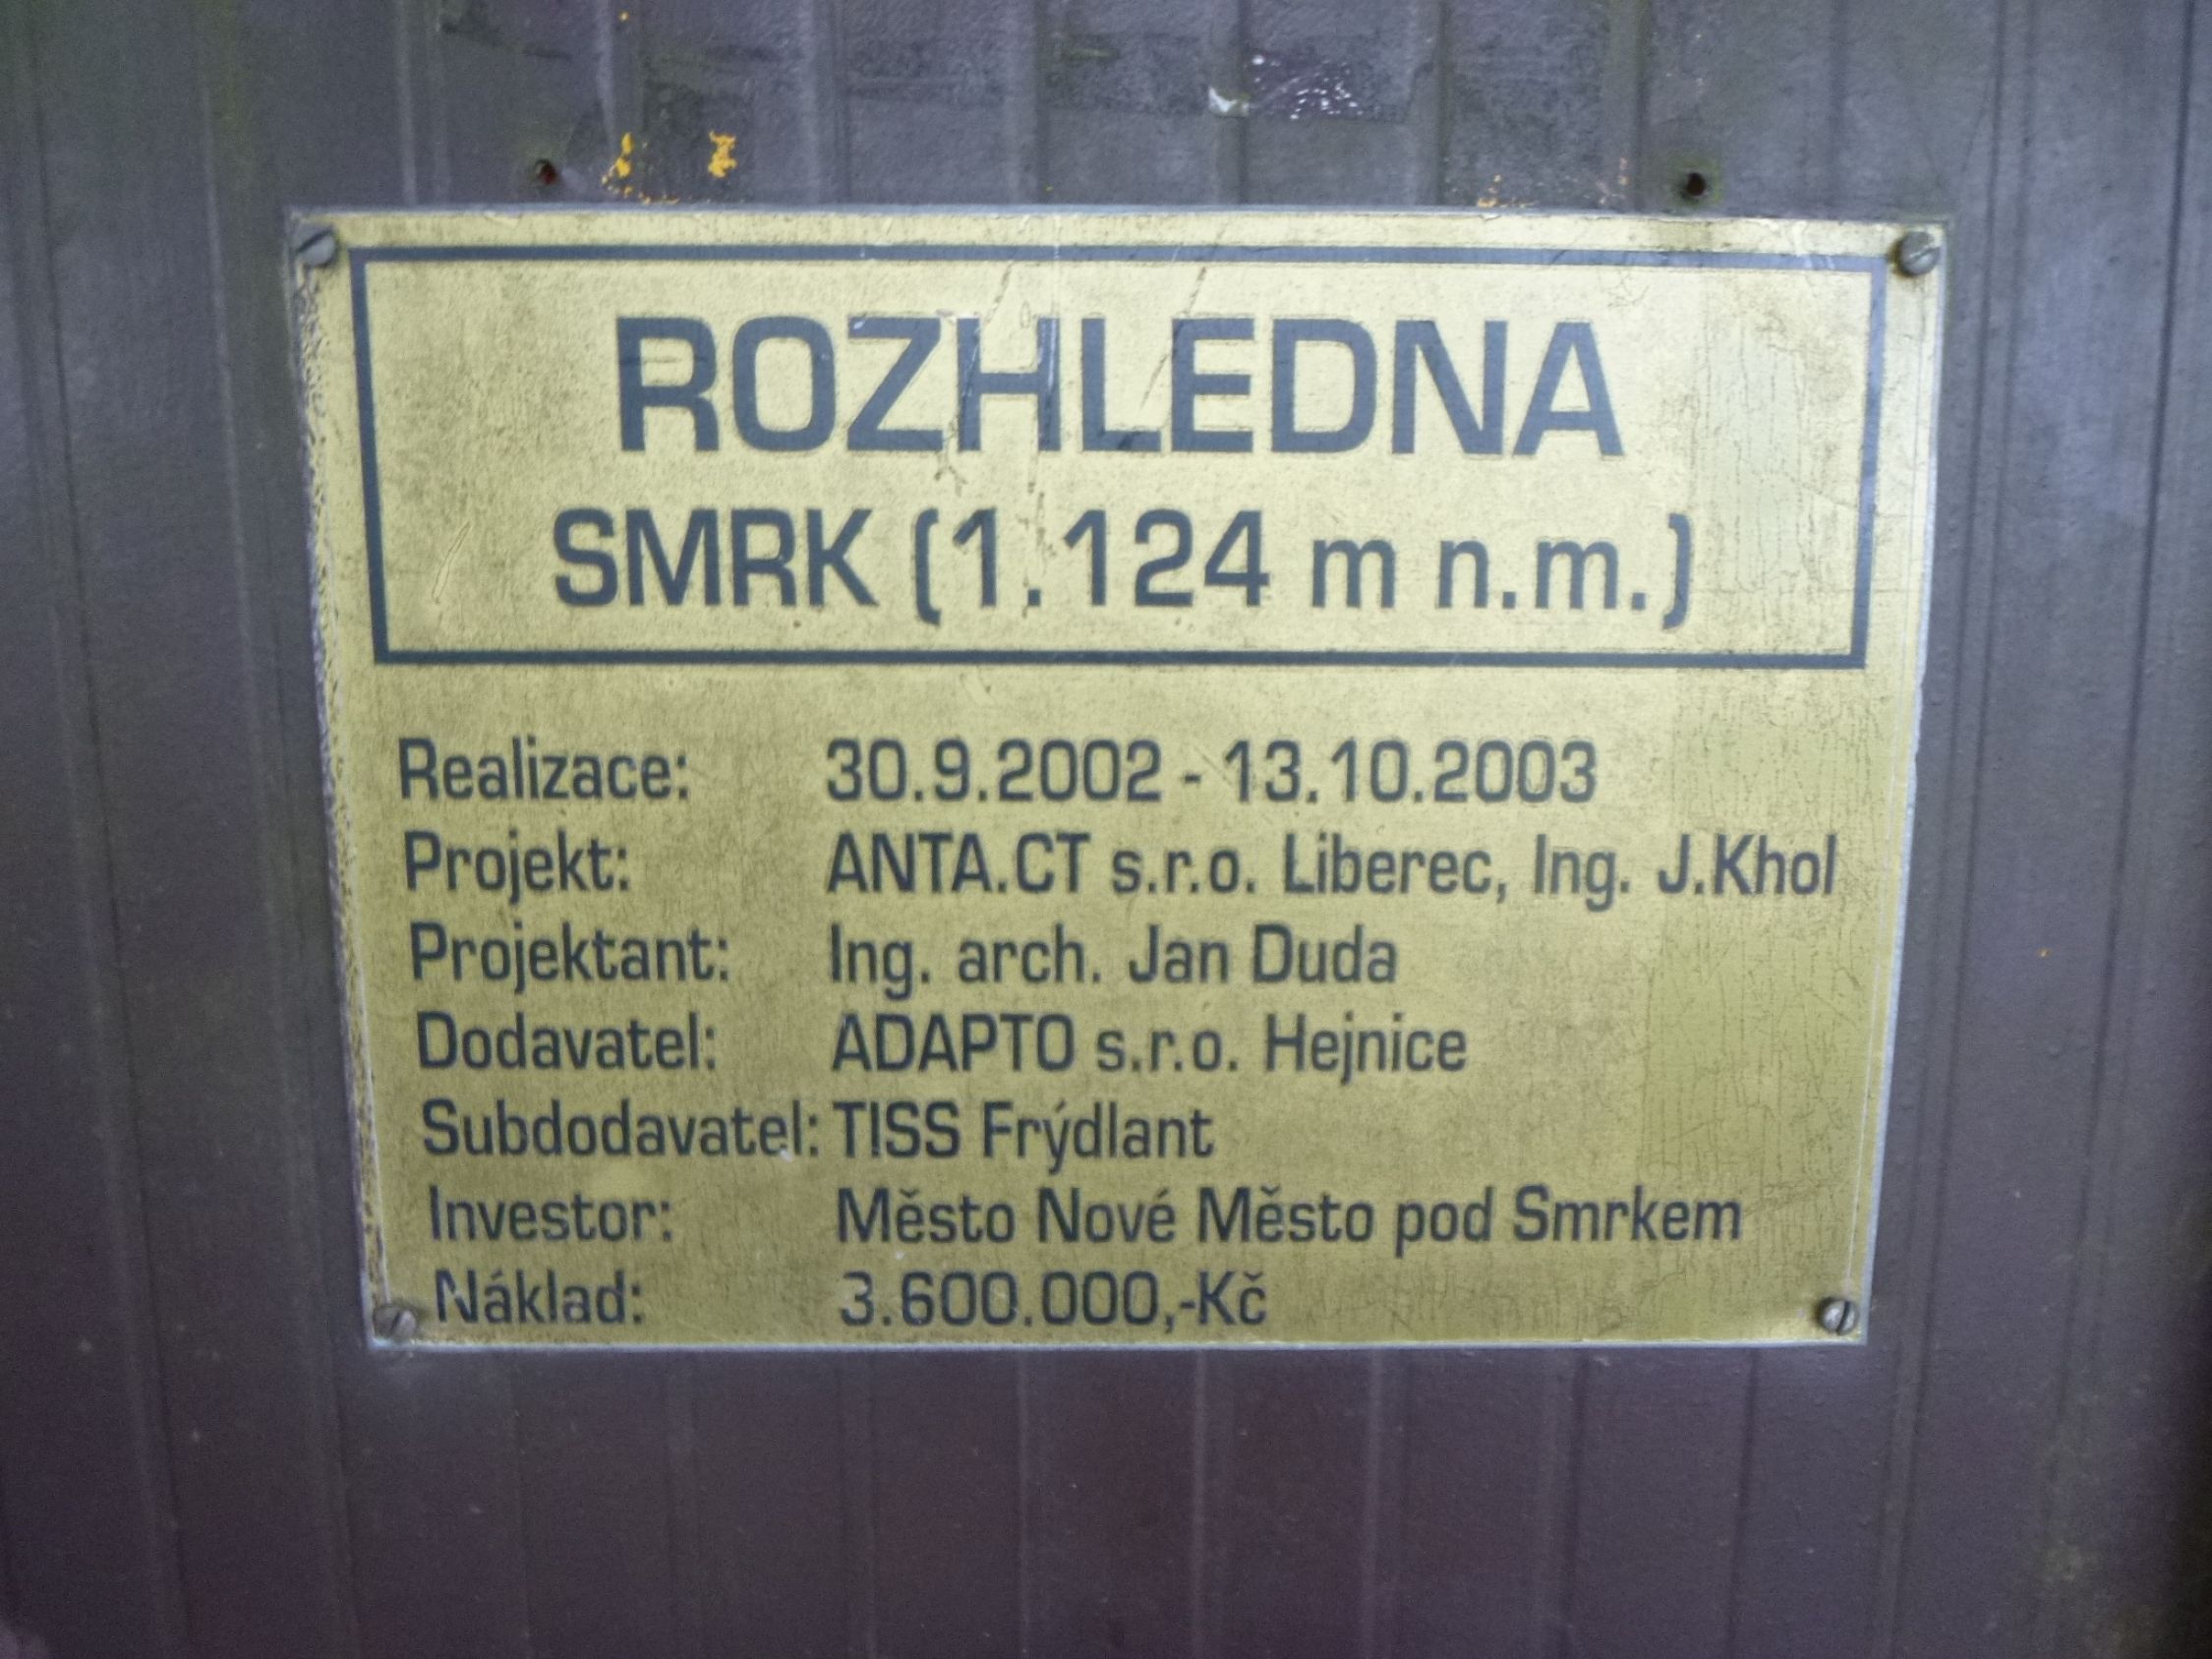 ROZHLEDNA
SMRK (1.124 m n.m.)
Realizace: 30.9.2002 - 13.10.2003
Projekt: ANTA.CT s.r.o. Liberec, Ing. J.Khol
Projektant: Ing. arch. Jan Duda
Dodavatel: ADAPTO s.r.o. Hejnice
Subdodavatel: TISS Frýdlant
Investor: Město Nové Město pod Smrkem
Náklad: 3.600.000,-Kč